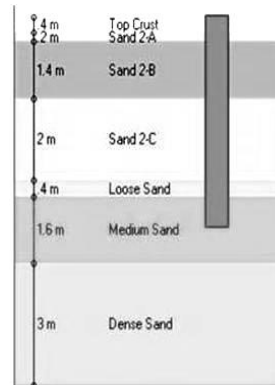 .4 m Top Crust
.2 m Sand 2-A
1.4 m Sand 2-B
2 m Sand 2-C
.4 m Loose Sand
1.6 m Medium Sand
3 m Dense Sand